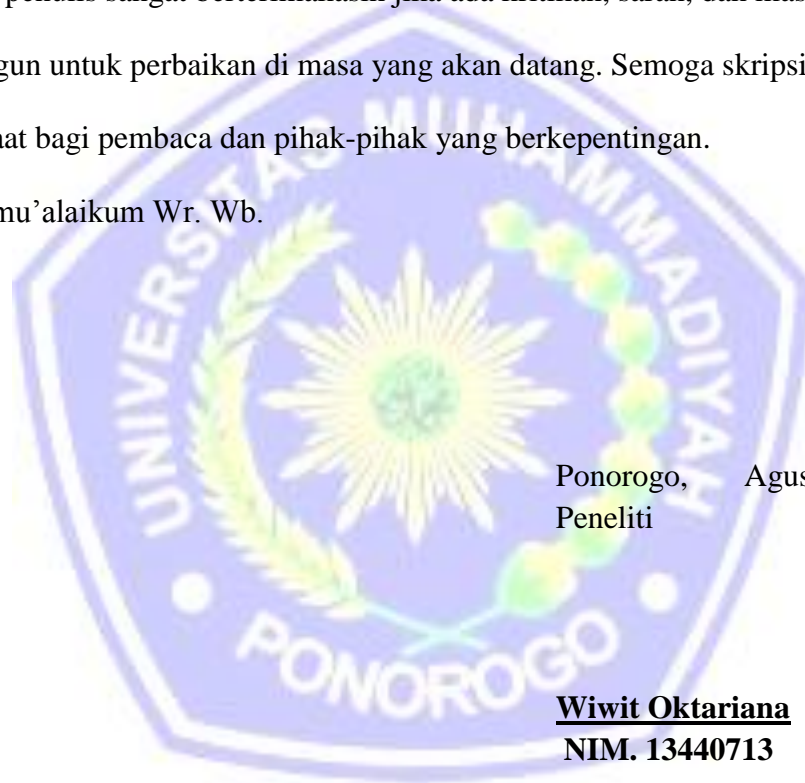 gun untuk perbaikan di masa yang akan datang. Semoga skripsi
at bagi pembaca dan pihak-pihak yang berkepentingan.
mu’alaikum Wr. Wb.
UNIVERSITAS MUHAMMADIYAH
PONOROGO
Ponorogo, Agus
Peneliti
Wiwit Oktariana
NIM. 13440713